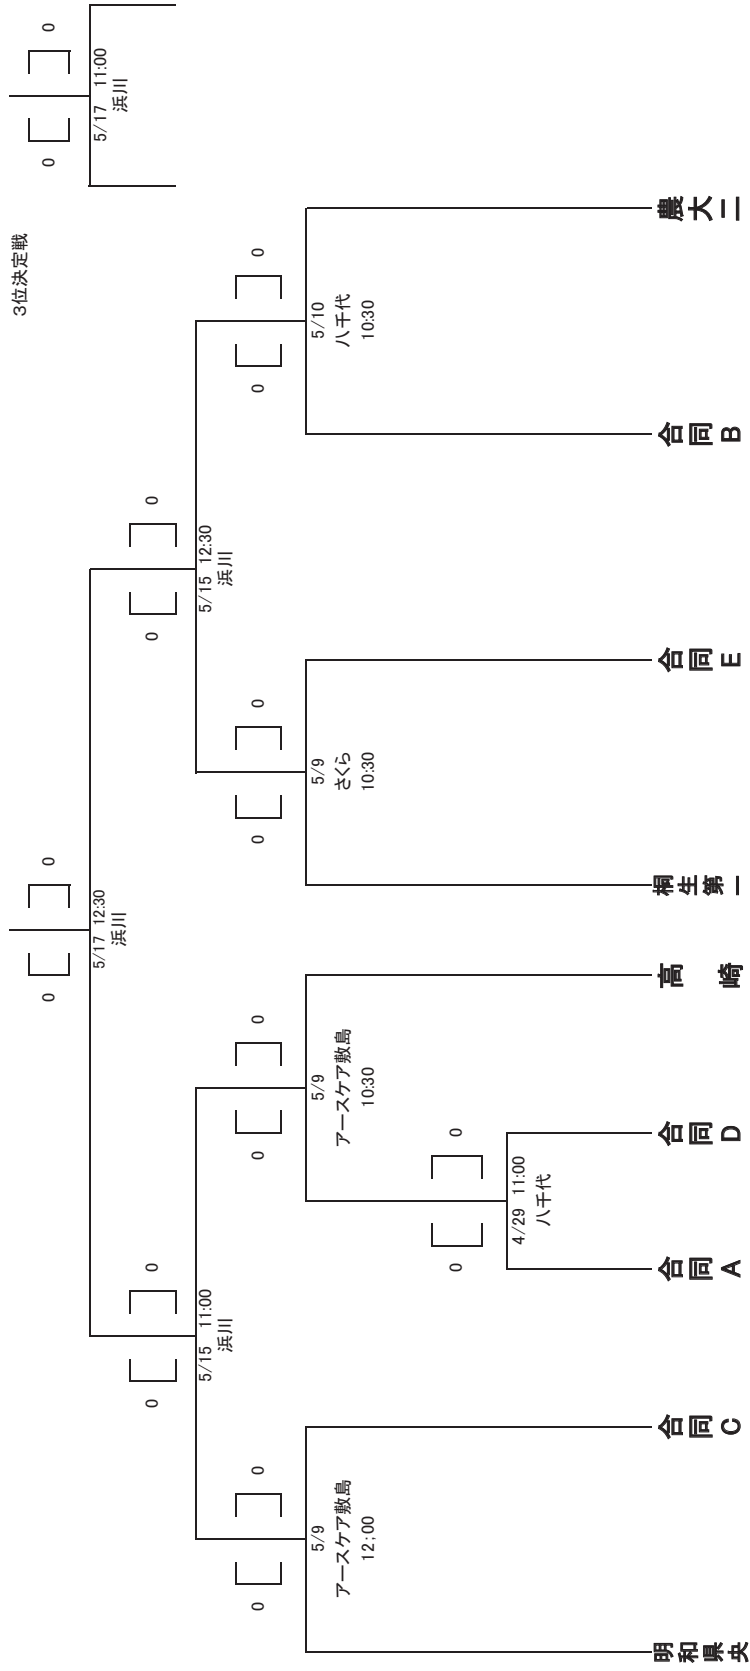 3位決定戦
0 0 0 0
5/17 12:30 5/17 11:00
浜川 浜川
0 0 0 0
5/15 11:00 5/15 12:30
浜川 浜川
0 0 0 0 0 0 0 0
5/9 5/9 5/9 5/10
アースケア敷島 アースケア敷島 さくら 八千代
12;00 10:30 10:30 10:30
0 0
4/29 11:00
八千代
明和県央
合同C
合同A
合同D
高崎
桐生第一
合同E
合同B
農大二